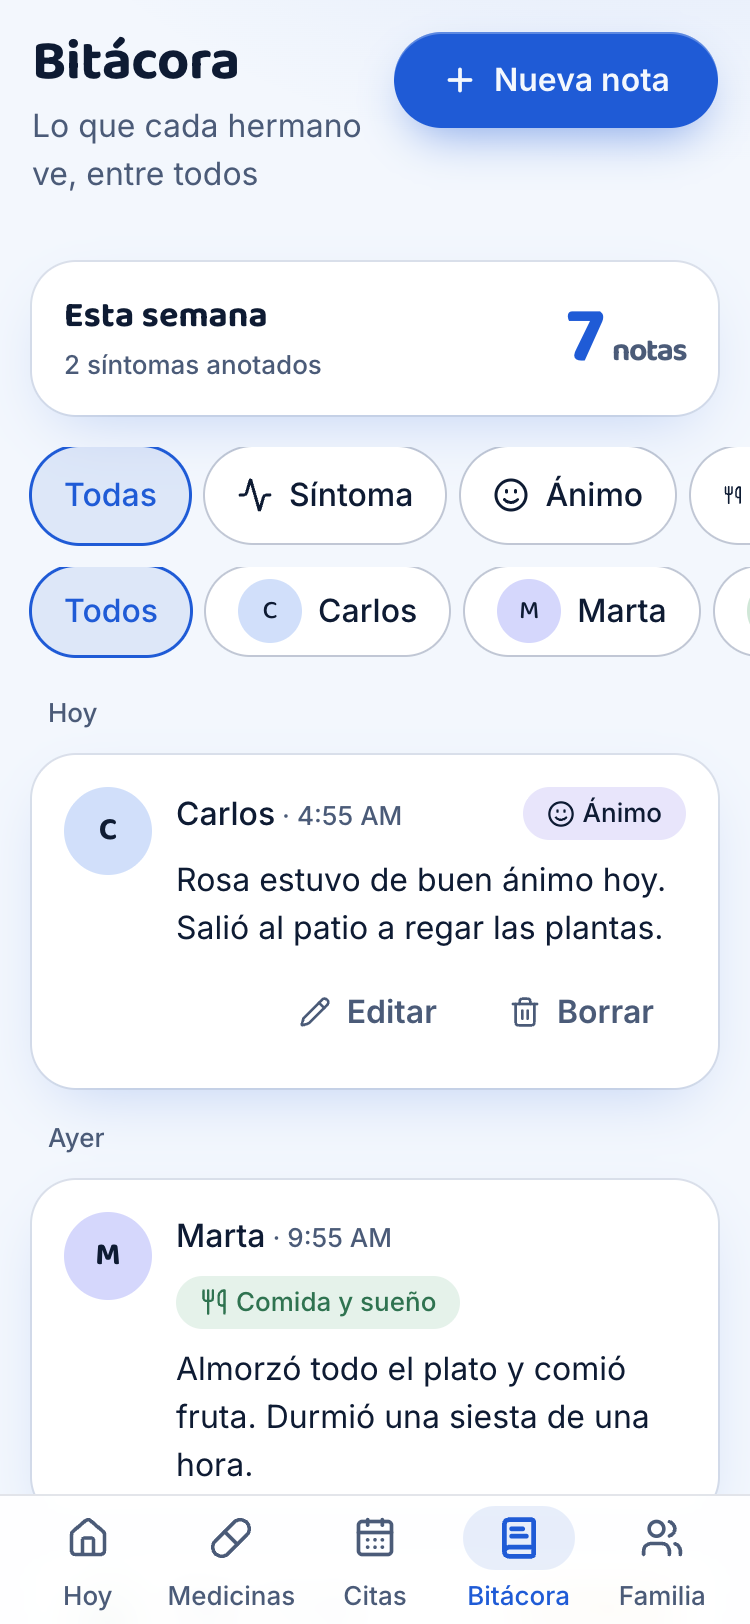 Bitácora
Nueva nota
Lo que cada hermano
ve, entre todos
Esta semana
2 síntomas anotados
7 notas
Todas
Síntoma
Ánimo
Todos
C
Carlos
M
Marta
Hoy
C
Carlos · 4:55 AM
Ánimo
Rosa estuvo de buen ánimo hoy.
Salió al patio a regar las plantas.
Editar
Borrar
Ayer
M
Marta · 9:55 AM
Comida y sueño
Almorzó todo el plato y comió
fruta. Durmió una siesta de una
hora.
Hoy
Medicinas
Citas
Bitácora
Familia